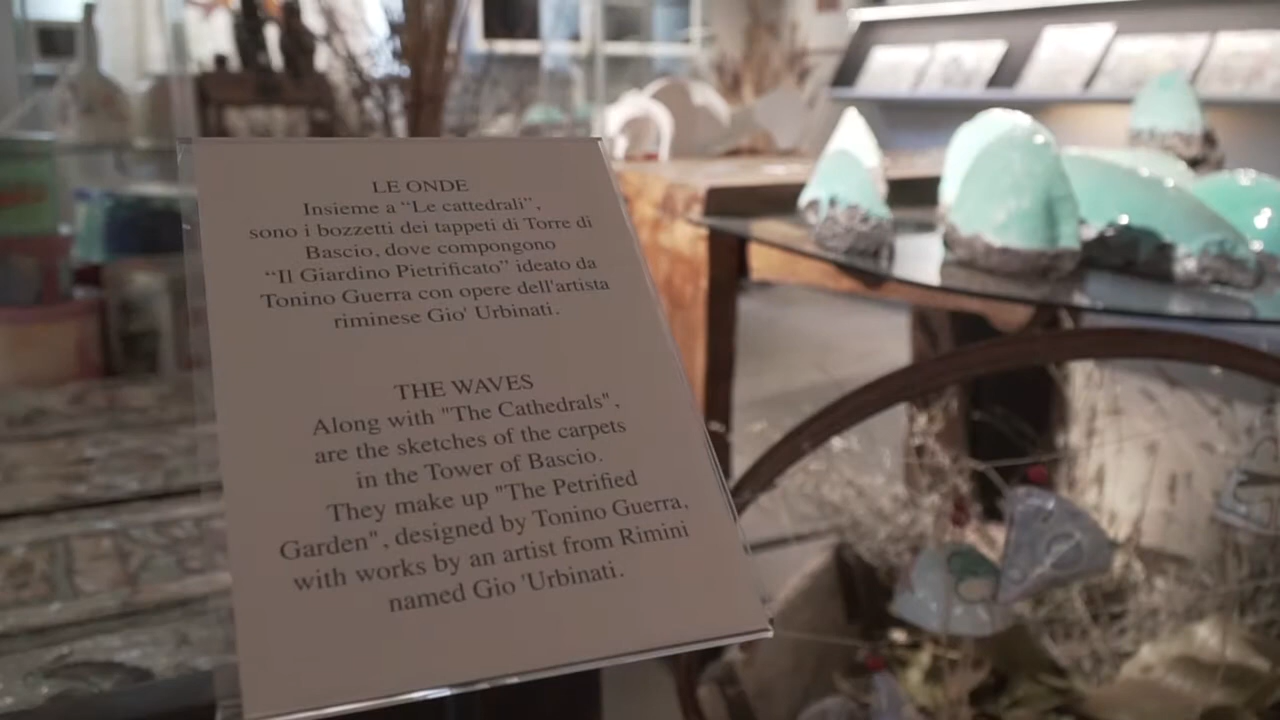 LE ONDE
Insieme a “Le cattedrali”,
sono i bozzetti dei tappeti di Torre di
Bascio, dove compongono
“Il Giardino Pietrificato” ideato da
Tonino Guerra con opere dell'artista
riminese Gio' Urbinati.
THE WAVES
Along with "The Cathedrals",
are the sketches of the carpets
in the Tower of Bascio.
They make up "The Petrified
Garden", designed by Tonino Guerra,
with works by an artist from Rimini
named Gio 'Urbinati.